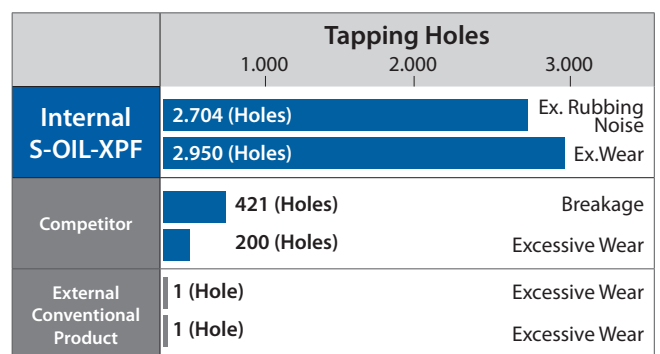 Tapping Holes
1.000 2.000 3.000
Internal
S-OIL-XPF
2.704 (Holes)
Ex. Rubbing
Noise
2.950 (Holes)
Ex.Wear
Competitor
421 (Holes)
Breakage
200 (Holes)
Excessive Wear
External
Conventional
Product
1 (Hole)
Excessive Wear
1 (Hole)
Excessive Wear